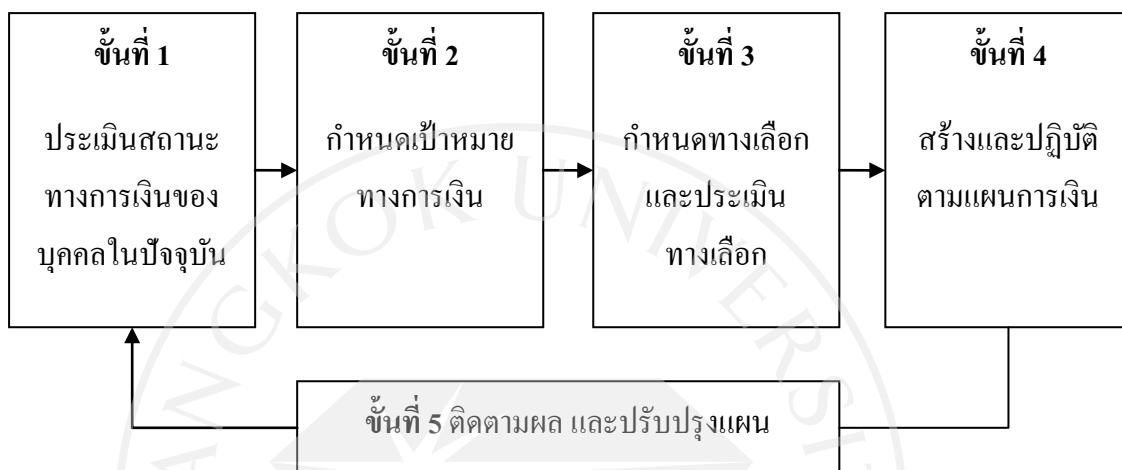 ขั้นที่ 1
ประเมินสถานะ
ทางการเงินของ
บุคคลในปัจจุบัน
ขั้นที่ 2
กำหนดเป้าหมาย
ทางการเงิน
ขั้นที่ 3
กำหนดทางเลือก
และประเมิน
ทางเลือก
ขั้นที่ 4
สร้างและปฏิบัติ
ตามแผนการเงิน
ขั้นที่ 5 ติดตามผล และปรับปรุงแผน